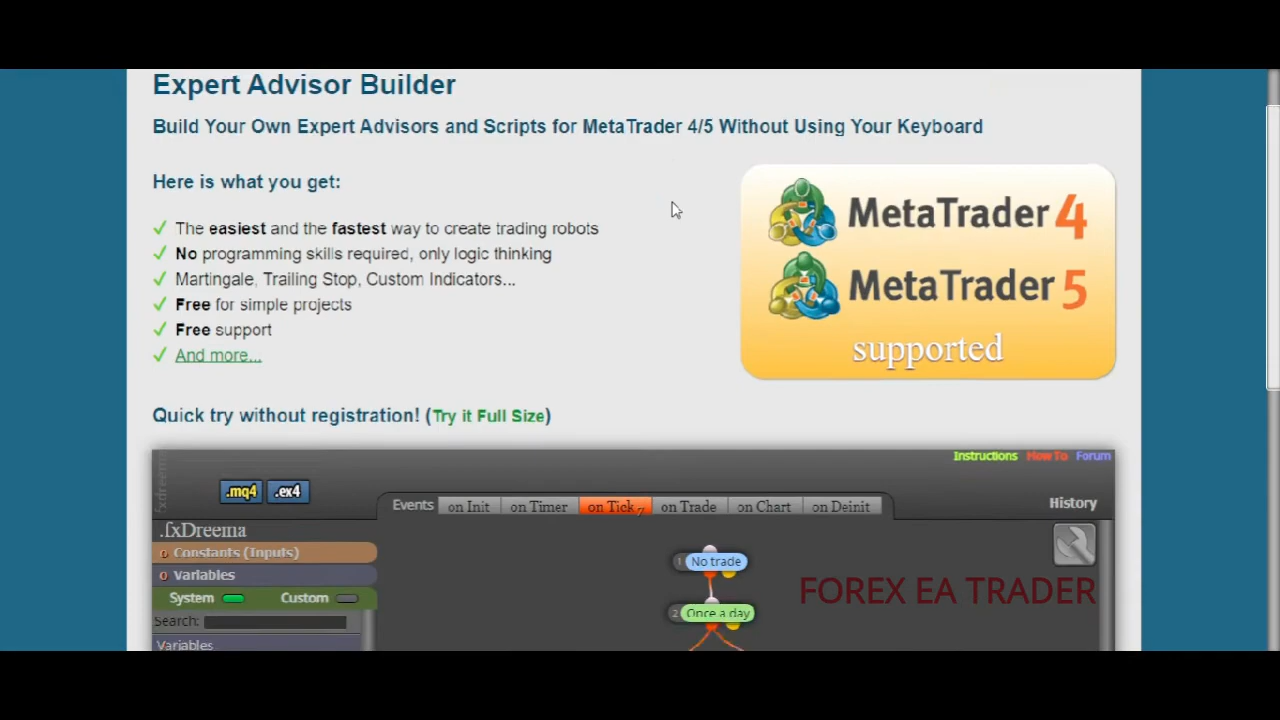 Expert Advisor Builder
Build Your Own Expert Advisors and Scripts for MetaTrader 4/5 Without Using Your Keyboard
Here is what you get:
The easiest and the fastest way to create trading robots
No programming skills required, only logic thinking
Martingale, Trailing Stop, Custom Indicators...
Free for simple projects
Free support
And more...
MetaTrader 4
MetaTrader 5
supported
Quick try without registration! (Try it Full Size)
Instructions How To Forum
.mq4 .ex4
Events on Init on Timer on Tick 7 on Trade on Chart on Deinit
History
fxdreema
.fxDreema
Constants (Inputs)
Variables
System Custom
Search:
Variables
1 No trade
2 Once a day
FOREX EA TRADER